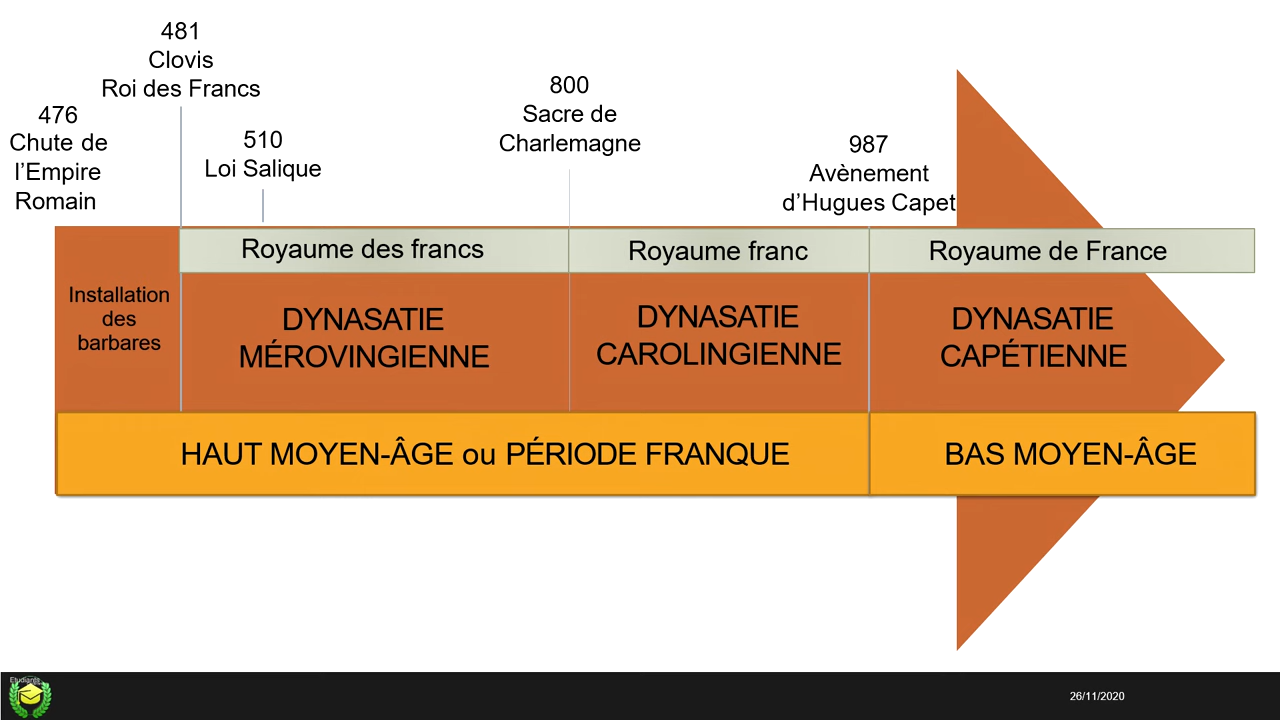 476
Chute de
l’Empire
Romain
481
Clovis
Roi des Francs
510
Loi Salique
800
Sacre de
Charlemagne
987
Avènement
d’Hugues Capet
Royaume des francs
Royaume franc
Royaume de France
Installation
des
barbares
DYNASATIE
MÉROVINGIENNE
DYNASATIE
CAROLINGIENNE
DYNASATIE
CAPÉTIENNE
HAUT MOYEN-ÂGE ou PÉRIODE FRANQUE
BAS MOYEN-ÂGE
26/11/2020